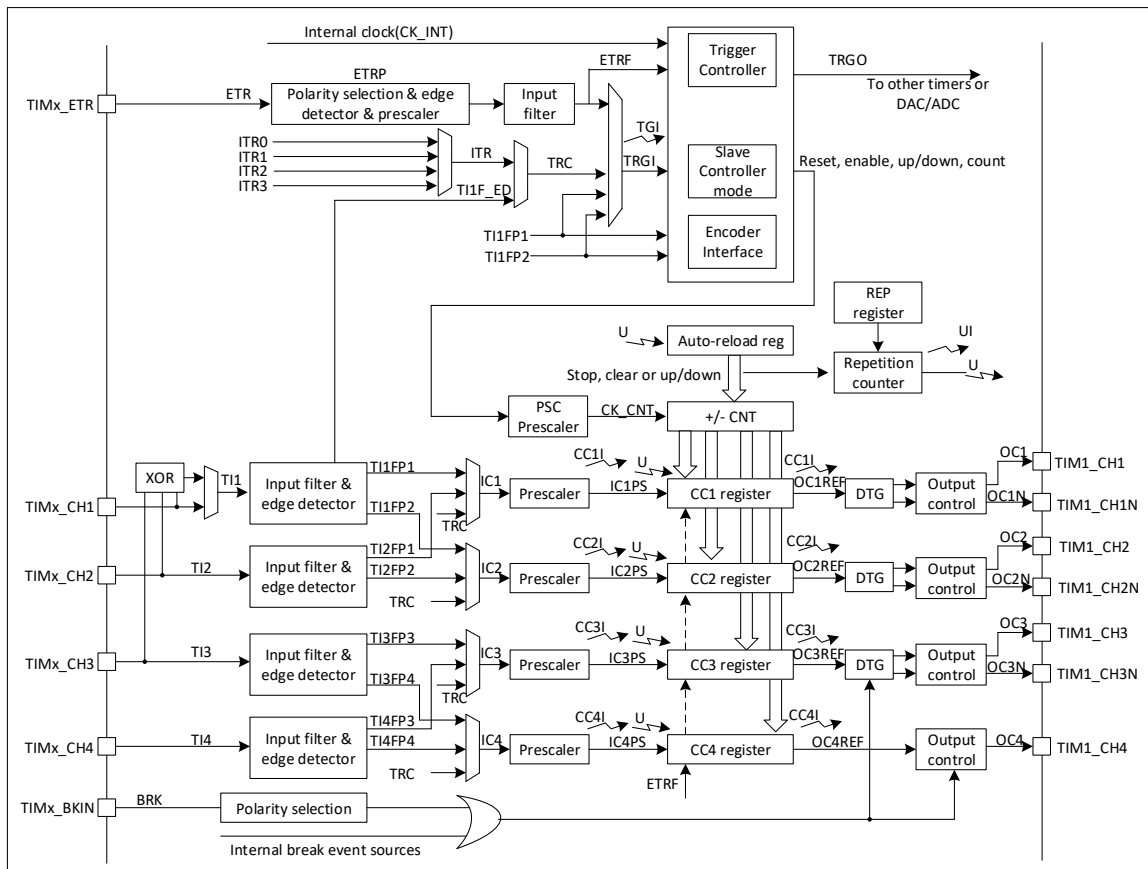 Internal clock(CK_INT)
Trigger
Controller
TRGO
To other timers or
DAC/ADC
ETRF
ETRP
TIMx_ETR
ETR
Polarity selection & edge
detector & prescaler
Input
filter
TGI
ITR0
ITR1
ITR2
ITR3
ITR
TRC
TRGI
TI1F_ED
Slave
Controller
mode
Reset, enable, up/down, count
TI1FP1
TI1FP2
Encoder
Interface
REP
register
U
Auto-reload reg
UI
Stop, clear or up/down
Repetition
counter
U
PSC
Prescaler
CK_CNT
+/- CNT
XOR
TI1
TIMx_CH1
Input filter &
edge detector
TI1FP1
TI1FP2
IC1
TRC
Prescaler
CC1I
U
IC1PS
CC1 register
CC1I
OC1REF
DTG
Output
control
OC1
OC1N
TIM1_CH1
TIM1_CH1N
TIMx_CH2
TI2
Input filter &
edge detector
TI2FP1
TI2FP2
TRC
IC2
Prescaler
CC2I
U
IC2PS
CC2 register
CC2I
OC2REF
DTG
Output
control
OC2
OC2N
TIM1_CH2
TIM1_CH2N
TIMx_CH3
TI3
Input filter &
edge detector
TI3FP3
TI3FP4
IC3
TRC
Prescaler
CC3I
U
IC3PS
CC3 register
CC3I
OC3REF
DTG
Output
control
OC3
OC3N
TIM1_CH3
TIM1_CH3N
TIMx_CH4
TI4
Input filter &
edge detector
TI4FP3
TI4FP4
TRC
IC4
Prescaler
CC4I
U
IC4PS
CC4 register
CC4I
OC4REF
ETRF
Output
control
OC4
TIM1_CH4
TIMx_BKIN
BRK
Polarity selection
Internal break event sources